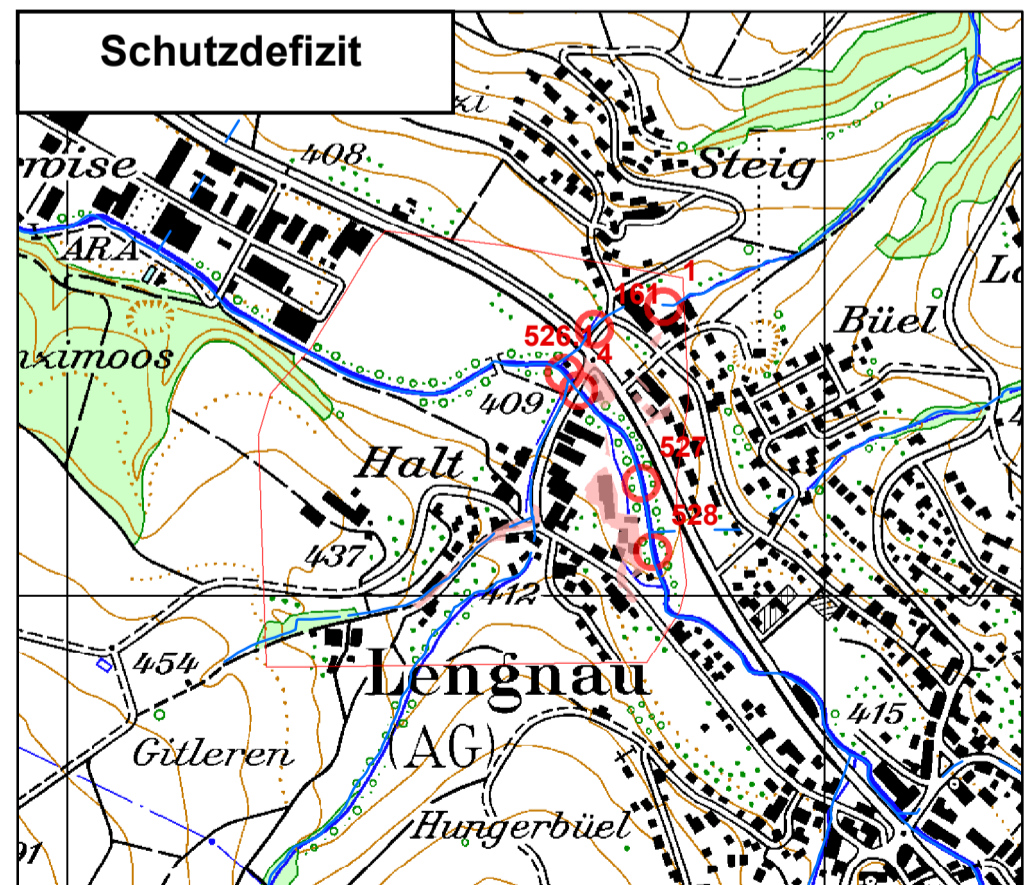 Schutzdefizit
408
Steig
ARA
1
161
Büel
526
4
409
Halt
527
528
437
412
454
Lengnau
415
(AG)
Gitleren
Hungerbüel